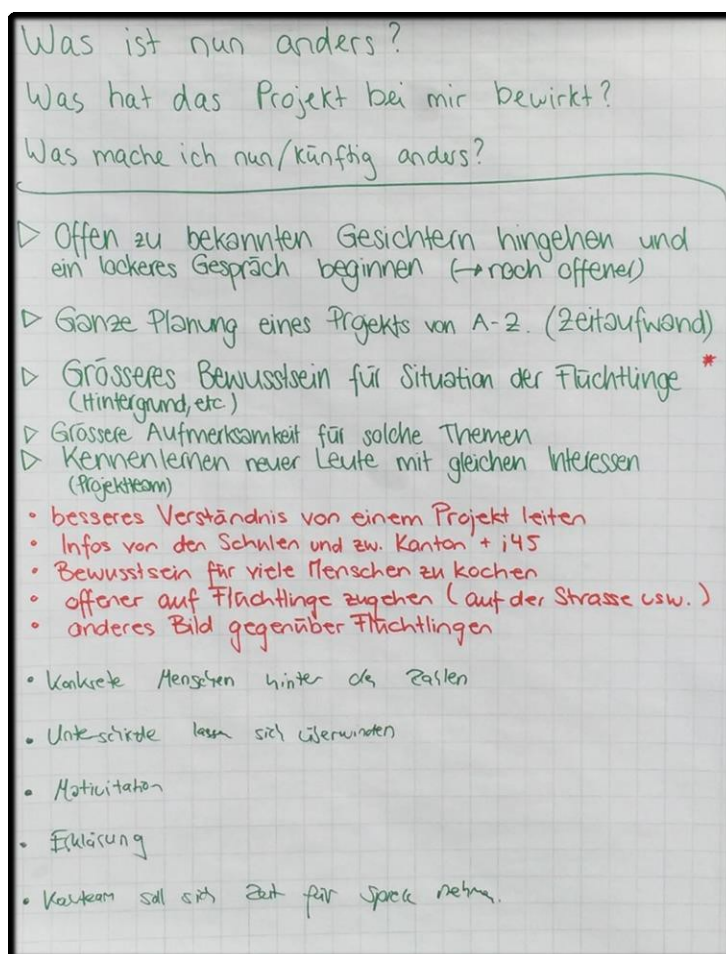 Was ist nun anders?
Was hat das Projekt bei mir bewirkt?
Was mache ich nun/künftig anders?
▷ Offen zu bekannten Gesichtern hingehen und
ein lockeres Gespräch beginnen (→ noch offener)
▷ Ganze Planung eines Projekts von A-Z. (Zeitaufwand)
▷ Grösseres Bewusstsein für Situation der Flüchtlinge *
(Hintergrund, etc.)
▷ Grössere Aufmerksamkeit für solche Themen
▷ Kennenlernen neuer Leute mit gleichen Interessen
(Projektteam)
• besseres Verständnis von einem Projekt leiten
• Infos von den Schulen und zw. Kanton + i45
• Bewusstsein für viele Menschen zu kochen
• offener auf Flüchtlinge zugehen (auf der Strasse usw.)
• anderes Bild gegenüber Flüchtlingen
• Konkrete Menschen hinter den Zahlen
• Unterschiede lassen sich überwinden
• Motivitation
• Erklärung
• soll sich Zeit für nehmen.